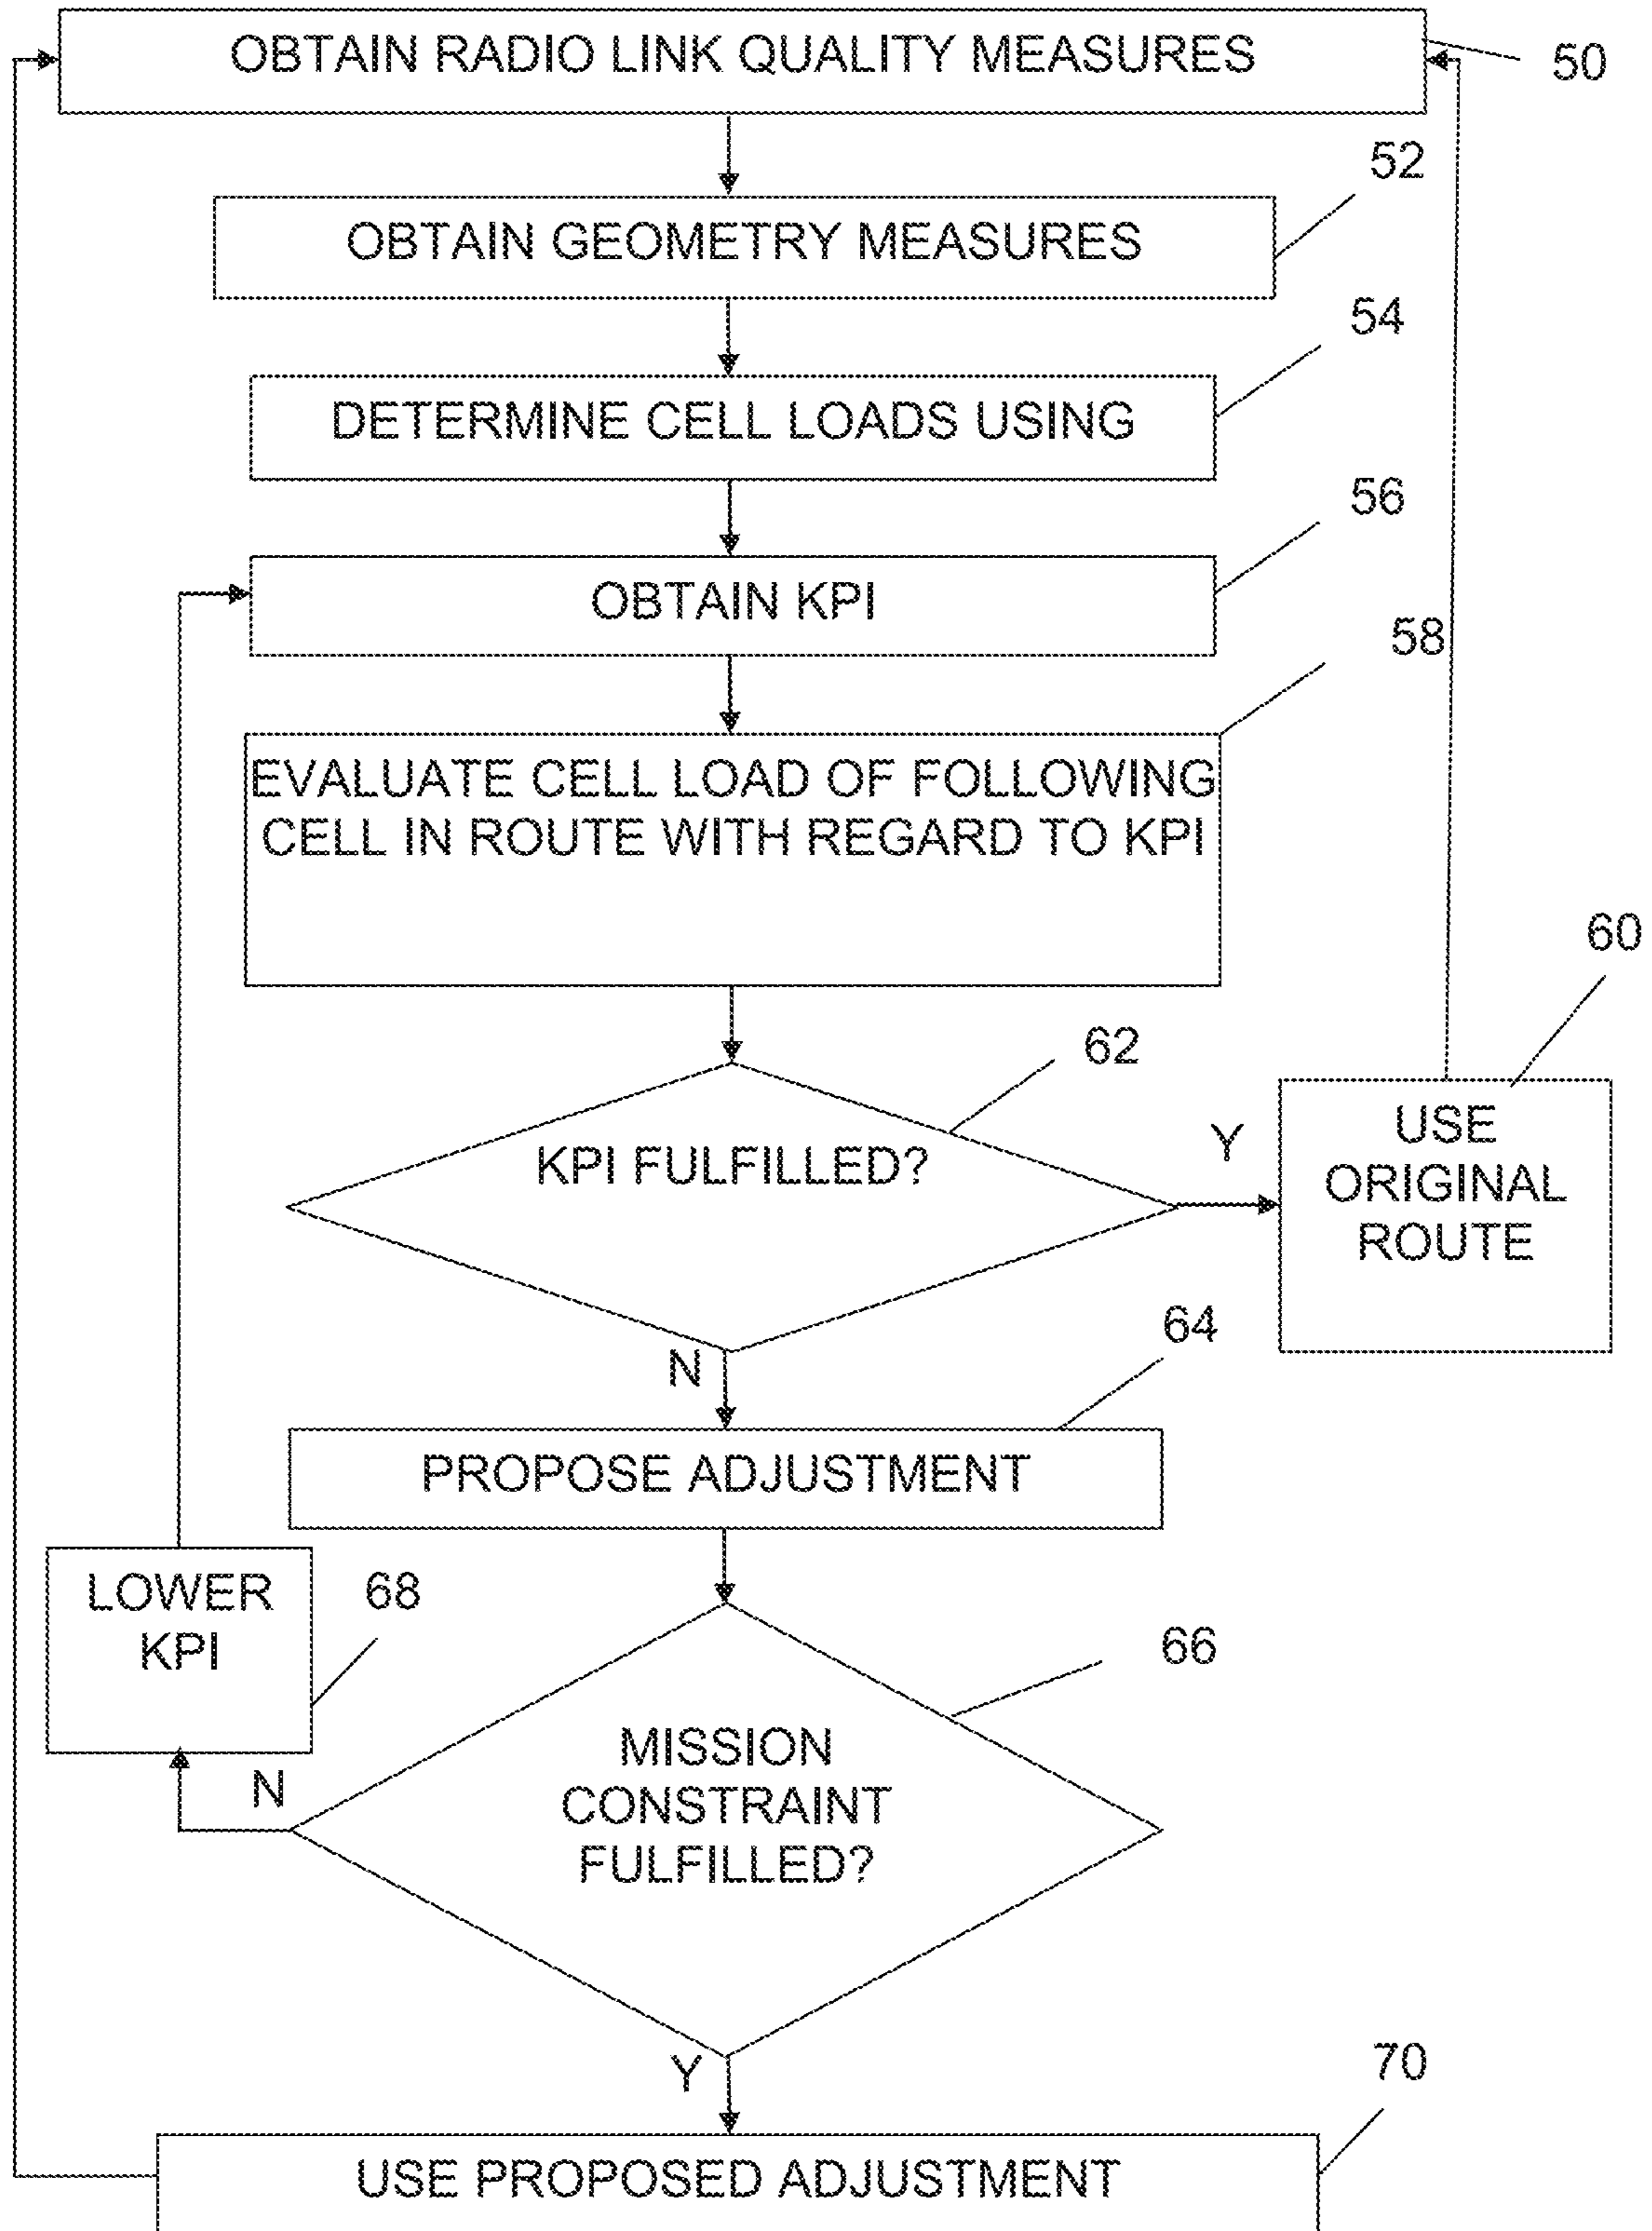 OBTAIN RADIO LINK QUALITY MEASURES
50
52
OBTAIN GEOMETRY MEASURES
54
DETERMINE CELL LOADS USING
56
OBTAIN KPI
58
EVALUATE CELL LOAD OF FOLLOWING
CELL IN ROUTE WITH REGARD TO KPI
60
62
KPI FULFILLED?
Y
USE
ORIGINAL
ROUTE
N
64
PROPOSE ADJUSTMENT
LOWER
KPI
68
66
MISSION
CONSTRAINT
FULFILLED?
N
Y
70
USE PROPOSED ADJUSTMENT